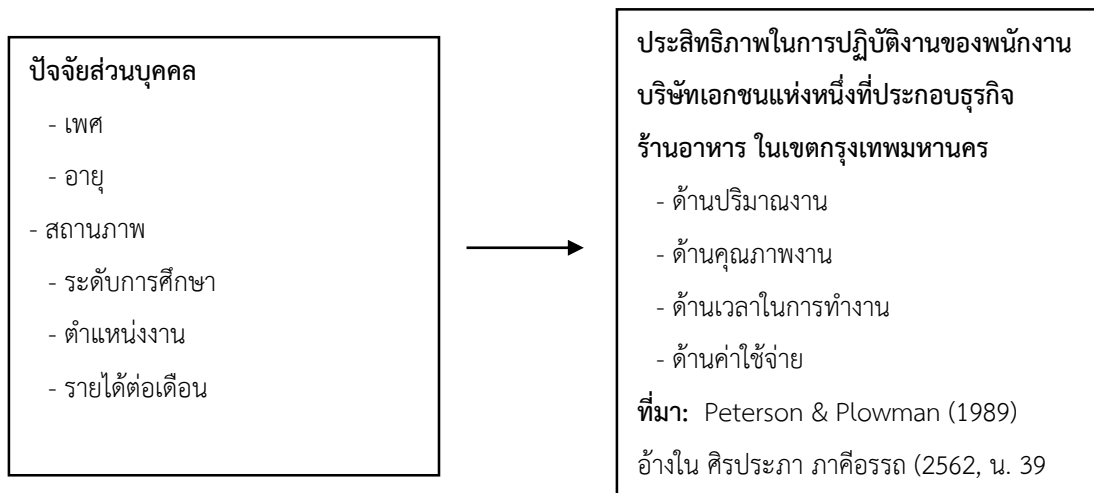 ปัจจัยส่วนบุคคล
- เพศ
- อายุ
- สถานภาพ
- ระดับการศึกษา
- ตำแหน่งงาน
- รายได้ต่อเดือน
ประสิทธิภาพในการปฏิบัติงานของพนักงาน
บริษัทเอกชนแห่งหนึ่งที่ประกอบธุรกิจ
ร้านอาหาร ในเขตกรุงเทพมหานคร
- ด้านปริมาณงาน
- ด้านคุณภาพงาน
- ด้านเวลาในการทำงาน
- ด้านค่าใช้จ่าย
ที่มา: Peterson & Plowman (1989)
อ้างใน ศิรประภา ภาคีอรรถ (2562, น. 39